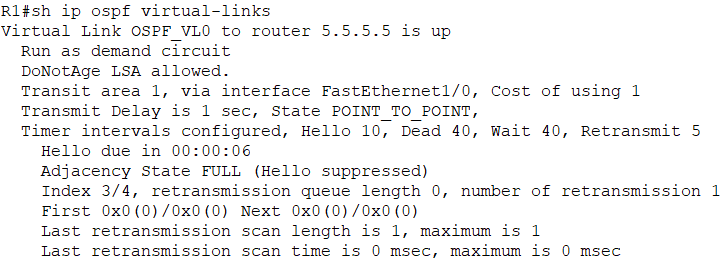 R1#sh ip ospf virtual-links
Virtual Link OSPF_VL0 to router 5.5.5.5 is up
  Run as demand circuit
  DoNotAge LSA allowed.
  Transit area 1, via interface FastEthernet1/0, Cost of using 1
  Transmit Delay is 1 sec, State POINT_TO_POINT,
  Timer intervals configured, Hello 10, Dead 40, Wait 40, Retransmit 5
    Hello due in 00:00:06
    Adjacency State FULL (Hello suppressed)
    Index 3/4, retransmission queue length 0, number of retransmission 1
    First 0x0(0)/0x0(0) Next 0x0(0)/0x0(0)
    Last retransmission scan length is 1, maximum is 1
    Last retransmission scan time is 0 msec, maximum is 0 msec